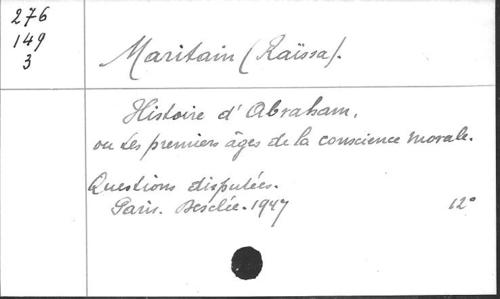 276
149
3
Maritain (Raïssa).
Histoire d'Abraham,
ou Les premiers âges de la conscience morale.
Questions disputées.
Paris. Desclée. 1947 12°